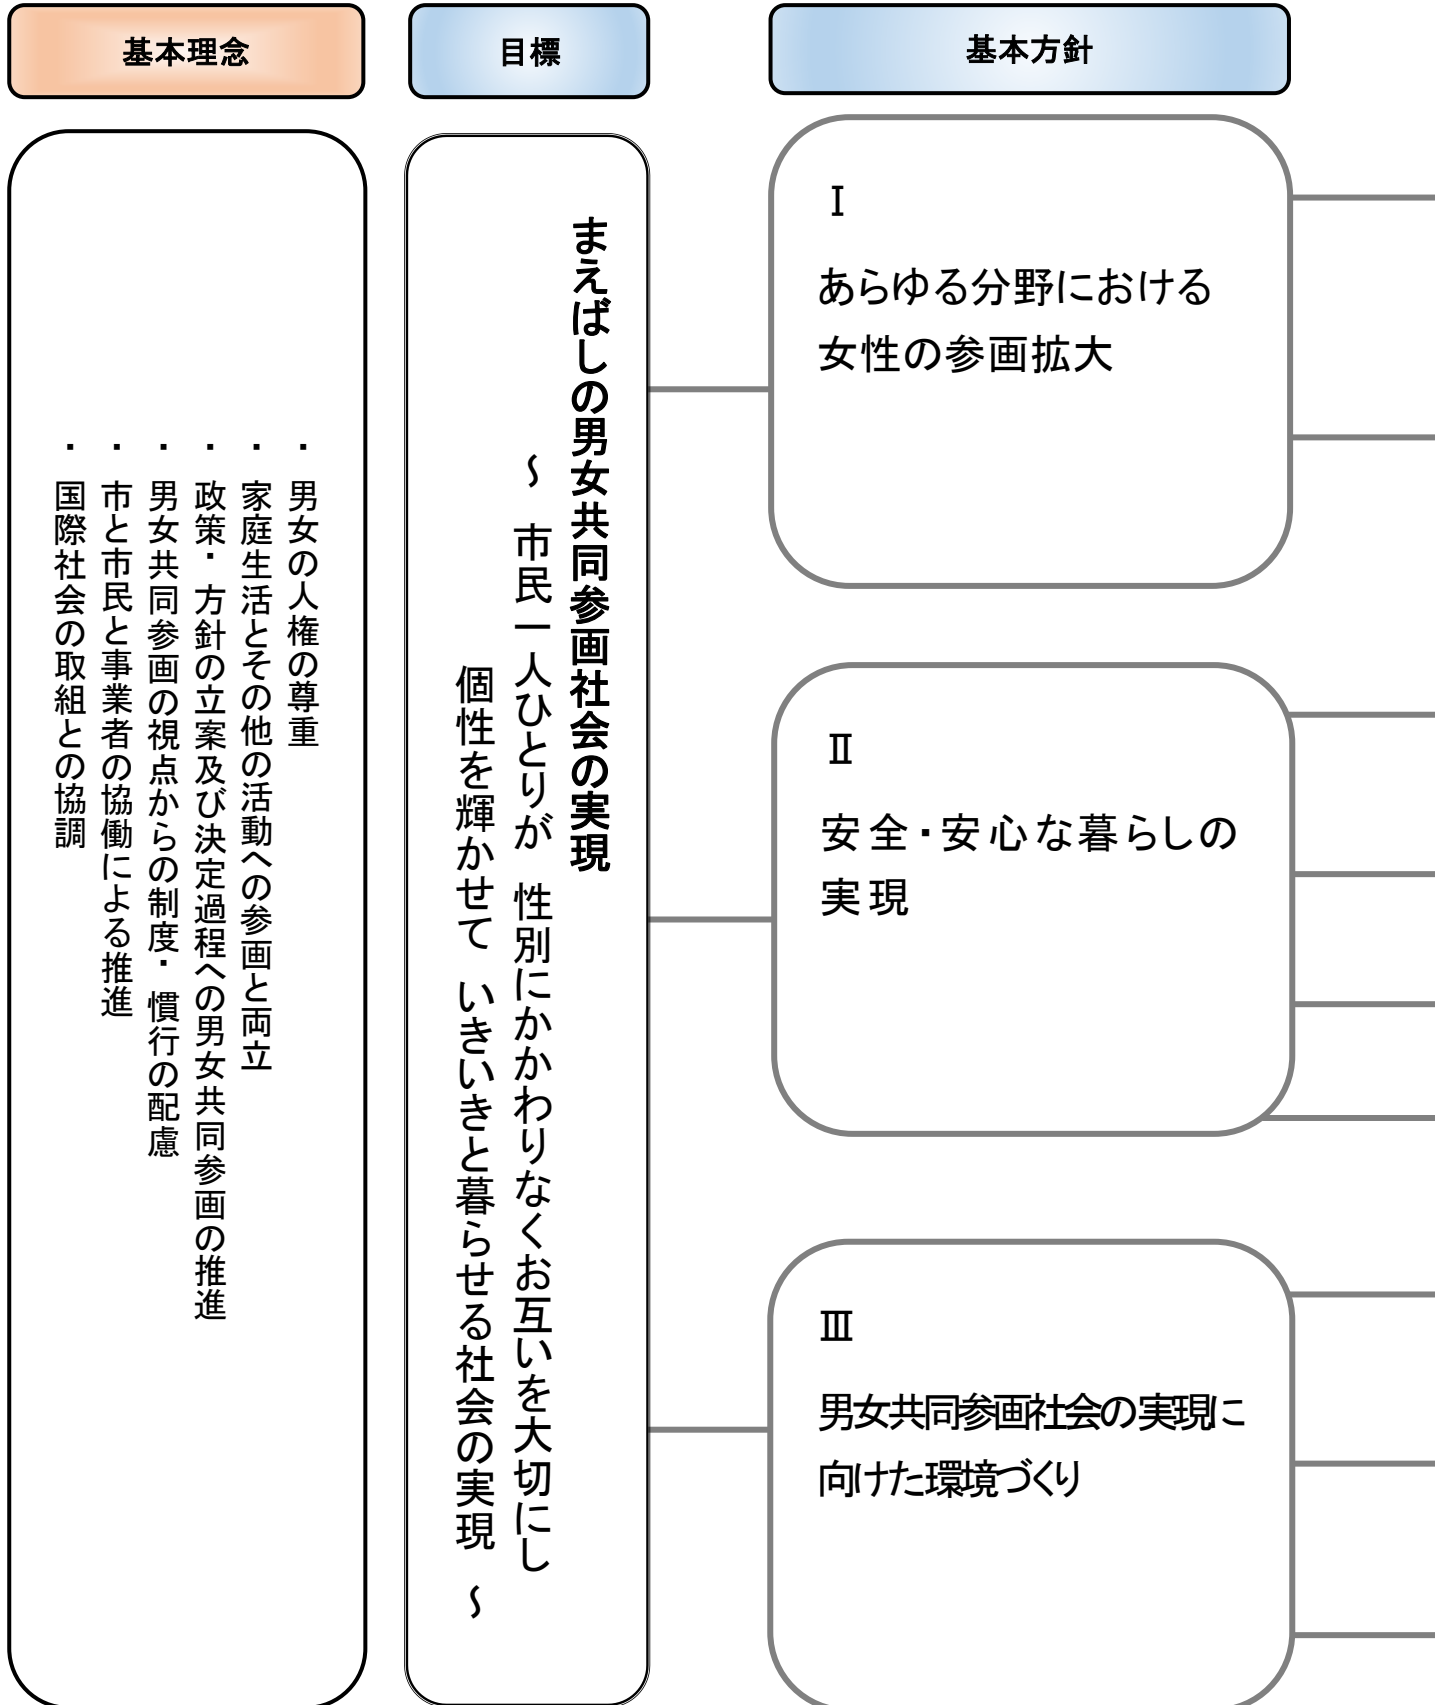 基本理念
目標
基本方針
・ 男女の人権の尊重
・ 家庭生活とその他の活動への参画と両立
・ 政策・方針の立案及び決定過程への男女共同参画の推進
・ 男女共同参画の視点からの制度・慣行の配慮
・ 市と市民と事業者の協働による推進
・ 国際社会の取組との協調
まえばしの男女共同参画社会の実現
～ 市民一人ひとりが 性別にかかわりなくお互いを大切にし
個性を輝かせて いきいきと暮らせる社会の実現 ～
Ⅰ
あらゆる分野における
女性の参画拡大
Ⅱ
安全・安心な暮らしの
実現
Ⅲ
男女共同参画社会の実現に
向けた環境づくり